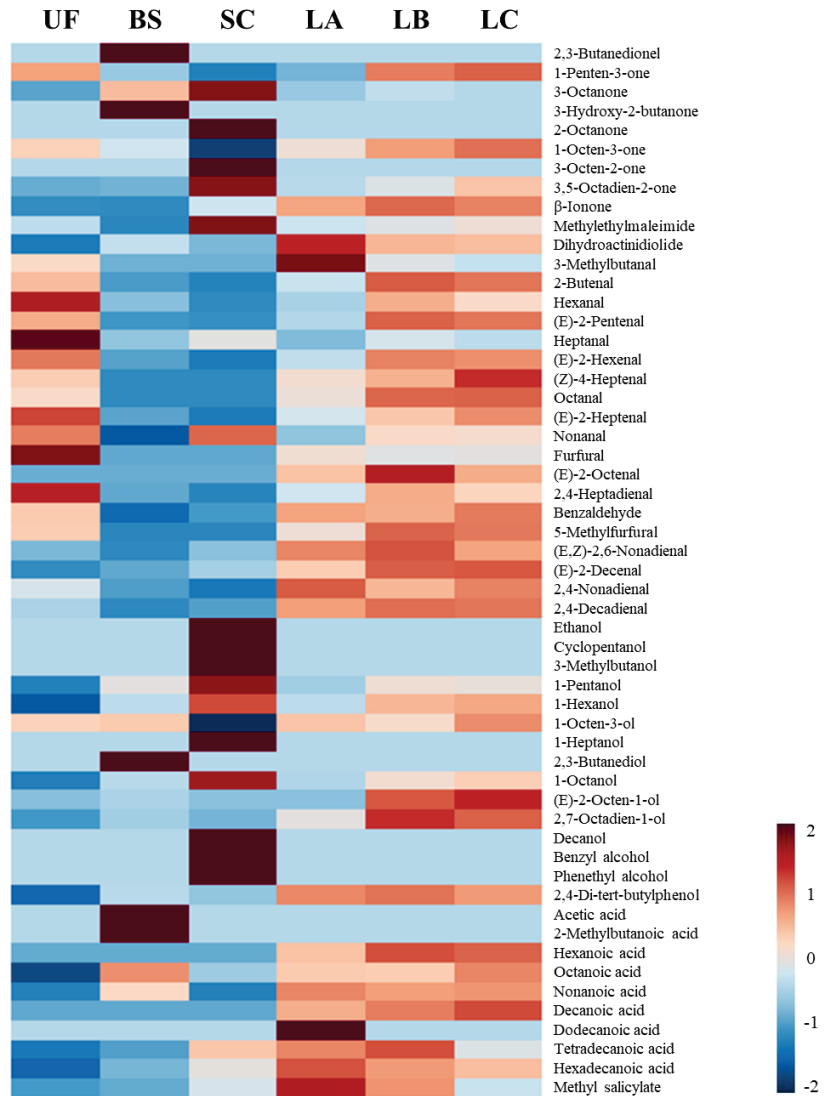 UF BS SC LA LB LC
2,3-Butanedionel
1-Penten-3-one
3-Octanone
3-Hydroxy-2-butanone
2-Octanone
1-Octen-3-one
3-Octen-2-one
3,5-Octadien-2-one
β-Ionone
Methylethylmaleimide
Dihydroactinidiolide
3-Methylbutanal
2-Butenal
Hexanal
(E)-2-Pentenal
Heptanal
(E)-2-Hexenal
(Z)-4-Heptenal
Octanal
(E)-2-Heptenal
Nonanal
Furfural
(E)-2-Octenal
2,4-Heptadienal
Benzaldehyde
5-Methylfurfural
(E,Z)-2,6-Nonadienal
(E)-2-Decenal
2,4-Nonadienal
2,4-Decadienal
Ethanol
Cyclopentanol
3-Methylbutanol
1-Pentanol
1-Hexanol
1-Octen-3-ol
1-Heptanol
2,3-Butanediol
1-Octanol
(E)-2-Octen-1-ol
2,7-Octadien-1-ol
Decanol
Benzyl alcohol
Phenethyl alcohol
2,4-Di-tert-butylphenol
Acetic acid
2-Methylbutanoic acid
Hexanoic acid
Octanoic acid
Nonanoic acid
Decanoic acid
Dodecanoic acid
Tetradecanoic acid
Hexadecanoic acid
Methyl salicylate
2
1
0
-1
-2